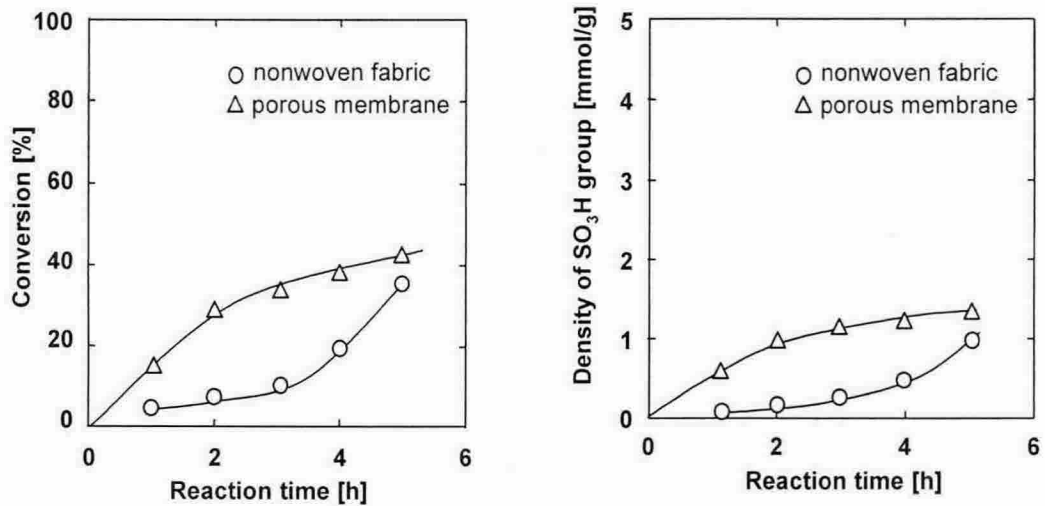 100
80
60
40
20
0
Conversion [%]
nonwoven fabric
porous membrane
0 2 4 6
Reaction time [h]
5
4
3
2
1
0
Density of SO₃H group [mmol/g]
nonwoven fabric
porous membrane
0 2 4 6
Reaction time [h]